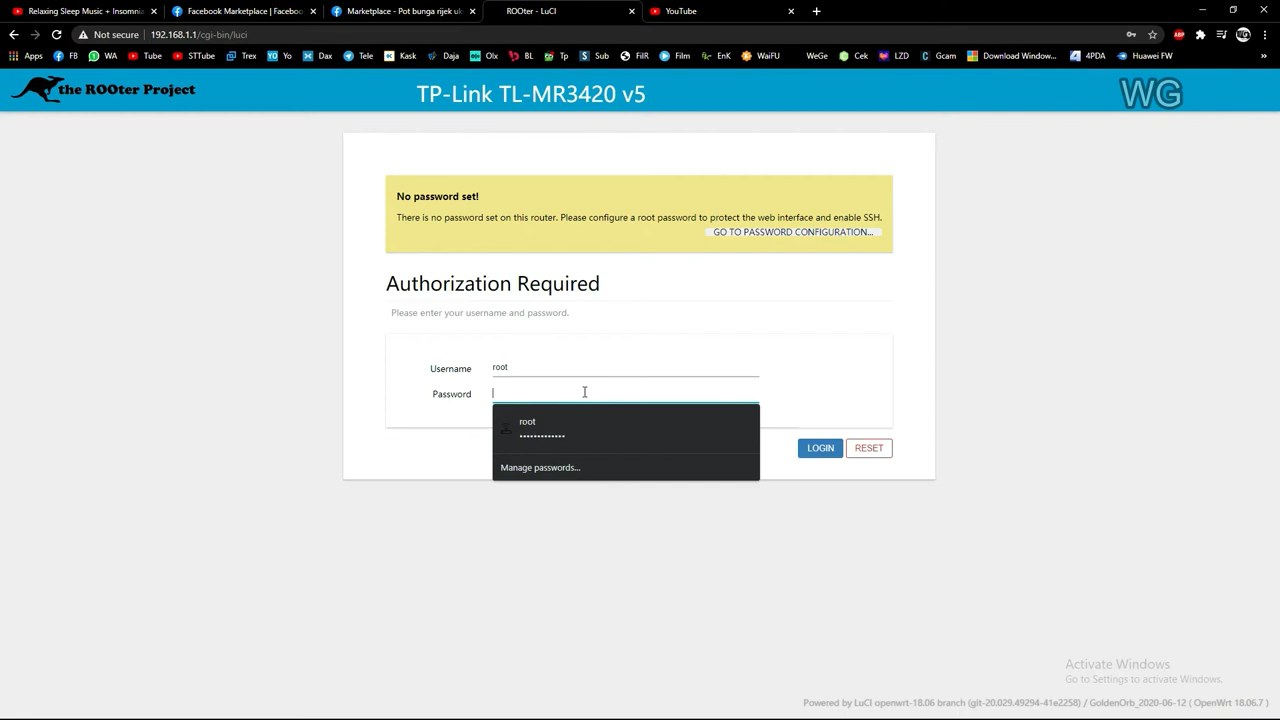 Relaxing Sleep Music + Insomnia
Facebook Marketplace | Facebook
Marketplace - Pot bunga rijek uk
ROOter - LuCI
YouTube
Not secure
192.168.1.1/cgi-bin/luci
Apps
FB
WA
Tube
STTube
Trex
Yo
Dax
Tele
Kask
Daja
Olx
BL
Tp
Sub
FilR
Film
EnK
WaiFU
WeGe
Cek
LZD
Gcam
Download Window...
4PDA
Huawei FW
the ROOter Project
TP-Link TL-MR3420 v5
WG
No password set!
There is no password set on this router. Please configure a root password to protect the web interface and enable SSH.
GO TO PASSWORD CONFIGURATION...
Authorization Required
Please enter your username and password.
Username
root
Password
root
•••••••••••••
Manage passwords...
LOGIN
RESET
Activate Windows
Go to Settings to activate Windows.
Powered by LuCI openwrt-18.06 branch (git-20.029.49294-41e2258) / GoldenOrb_2020-06-12 ( OpenWrt 18.06.7 )